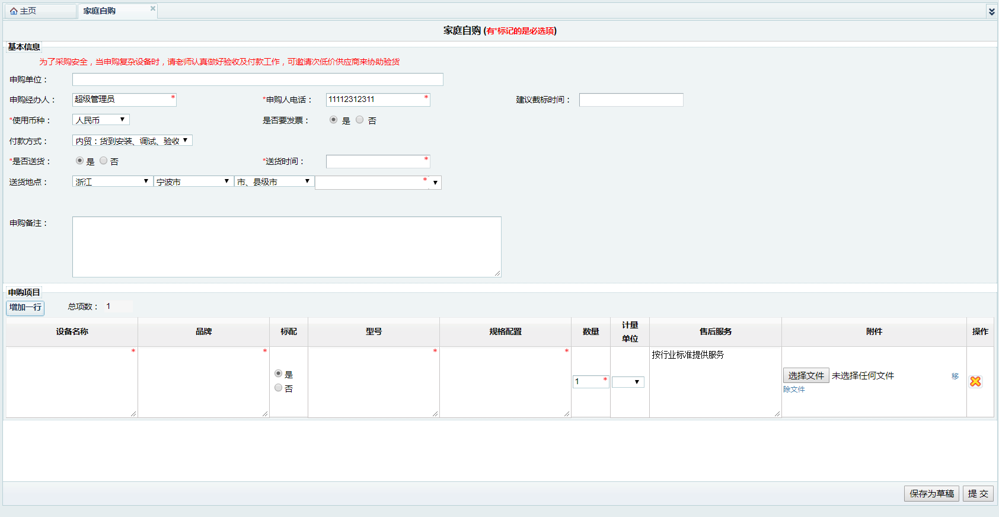 主页
家庭自购
家庭自购 (有*标记的是必选项)
基本信息
为了采购安全，当申购复杂设备时，请老师认真做好验收及付款工作，可邀请次低价供应商来协助验货
申购单位：
申购经办人： 超级管理员 * *申购人电话： 11112312311 * 建议截标时间：
*使用币种： 人民币 是否要发票： 是 否
付款方式： 内贸：货到安装、调试、验收
*是否送货： 是 否 *送货时间： *
送货地点： 浙江 宁波市 市、县级市 *
申购备注：
申购项目
增加一行 总项数： 1
设备名称 品牌 标配 型号 规格配置 数量 计量单位 售后服务 附件 操作
* * * *
按行业标准提供服务
是
否
1 *
选择文件 未选择任何文件 移
除文件
保存为草稿 提 交